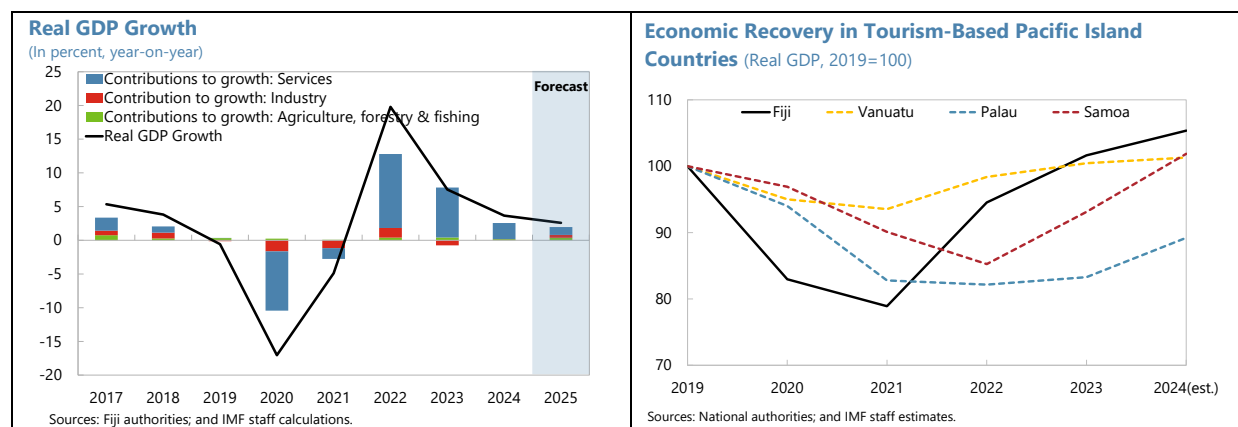 Real GDP Growth
(In percent, year-on-year)
25
20
15
10
5
0
-5
-10
-15
-20
Contributions to growth: Services
Contribution to growth: Industry
Contributions to growth: Agriculture, forestry & fishing
Real GDP Growth
Forecast
2017 2018 2019 2020 2021 2022 2023 2024 2025
Sources: Fiji authorities; and IMF staff calculations.
Economic Recovery in Tourism-Based Pacific Island
Countries (Real GDP, 2019=100)
110
100
90
80
70
Fiji Vanuatu Palau Samoa
2019 2020 2021 2022 2023 2024(est.)
Sources: National authorities; and IMF staff estimates.